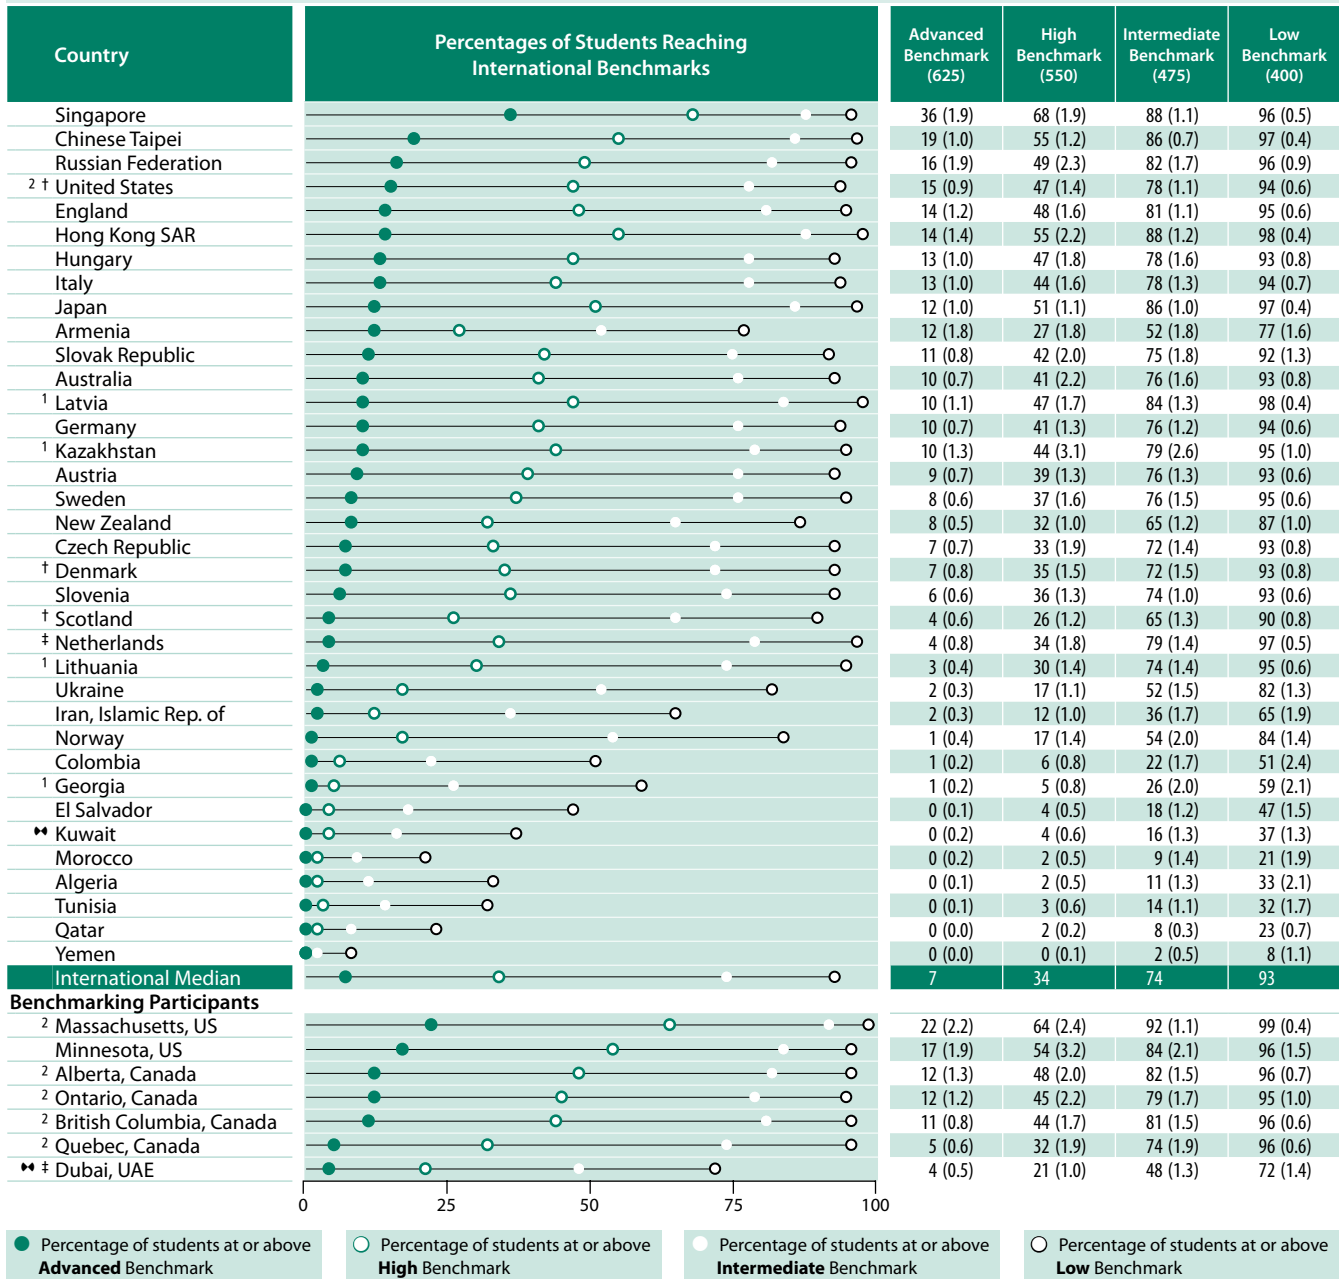 Country Percentages of Students Reaching International Benchmarks Advanced Benchmark (625) High Benchmark (550) Intermediate Benchmark (475) Low Benchmark (400)
Singapore 36 (1.9) 68 (1.9) 88 (1.1) 96 (0.5)
Chinese Taipei 19 (1.0) 55 (1.2) 86 (0.7) 97 (0.4)
Russian Federation 16 (1.9) 49 (2.3) 82 (1.7) 96 (0.9)
2 † United States 15 (0.9) 47 (1.4) 78 (1.1) 94 (0.6)
England 14 (1.2) 48 (1.6) 81 (1.1) 95 (0.6)
Hong Kong SAR 14 (1.4) 55 (2.2) 88 (1.2) 98 (0.4)
Hungary 13 (1.0) 47 (1.8) 78 (1.6) 93 (0.8)
Italy 13 (1.0) 44 (1.6) 78 (1.3) 94 (0.7)
Japan 12 (1.0) 51 (1.1) 86 (1.0) 97 (0.4)
Armenia 12 (1.8) 27 (1.8) 52 (1.8) 77 (1.6)
Slovak Republic 11 (0.8) 42 (2.0) 75 (1.8) 92 (1.3)
Australia 10 (0.7) 41 (2.2) 76 (1.6) 93 (0.8)
1 Latvia 10 (1.1) 47 (1.7) 84 (1.3) 98 (0.4)
Germany 10 (0.7) 41 (1.3) 76 (1.2) 94 (0.6)
1 Kazakhstan 10 (1.3) 44 (3.1) 79 (2.6) 95 (1.0)
Austria 9 (0.7) 39 (1.3) 76 (1.3) 93 (0.6)
Sweden 8 (0.6) 37 (1.6) 76 (1.5) 95 (0.6)
New Zealand 8 (0.5) 32 (1.0) 65 (1.2) 87 (1.0)
Czech Republic 7 (0.7) 33 (1.9) 72 (1.4) 93 (0.8)
† Denmark 7 (0.8) 35 (1.5) 72 (1.5) 93 (0.8)
Slovenia 6 (0.6) 36 (1.3) 74 (1.0) 93 (0.6)
† Scotland 4 (0.6) 26 (1.2) 65 (1.3) 90 (0.8)
‡ Netherlands 4 (0.8) 34 (1.8) 79 (1.4) 97 (0.5)
1 Lithuania 3 (0.4) 30 (1.4) 74 (1.4) 95 (0.6)
Ukraine 2 (0.3) 17 (1.1) 52 (1.5) 82 (1.3)
Iran, Islamic Rep. of 2 (0.3) 12 (1.0) 36 (1.7) 65 (1.9)
Norway 1 (0.4) 17 (1.4) 54 (2.0) 84 (1.4)
Colombia 1 (0.2) 6 (0.8) 22 (1.7) 51 (2.4)
1 Georgia 1 (0.2) 5 (0.8) 26 (2.0) 59 (2.1)
El Salvador 0 (0.1) 4 (0.5) 18 (1.2) 47 (1.5)
Kuwait 0 (0.2) 4 (0.6) 16 (1.3) 37 (1.3)
Morocco 0 (0.2) 2 (0.5) 9 (1.4) 21 (1.9)
Algeria 0 (0.1) 2 (0.5) 11 (1.3) 33 (2.1)
Tunisia 0 (0.1) 3 (0.6) 14 (1.1) 32 (1.7)
Qatar 0 (0.0) 2 (0.2) 8 (0.3) 23 (0.7)
Yemen 0 (0.0) 0 (0.1) 2 (0.5) 8 (1.1)
International Median 7 34 74 93
Benchmarking Participants
2 Massachusetts, US 22 (2.2) 64 (2.4) 92 (1.1) 99 (0.4)
Minnesota, US 17 (1.9) 54 (3.2) 84 (2.1) 96 (1.5)
2 Alberta, Canada 12 (1.3) 48 (2.0) 82 (1.5) 96 (0.7)
2 Ontario, Canada 12 (1.2) 45 (2.2) 79 (1.7) 95 (1.0)
2 British Columbia, Canada 11 (0.8) 44 (1.7) 81 (1.5) 96 (0.6)
2 Quebec, Canada 5 (0.6) 32 (1.9) 74 (1.9) 96 (0.6)
‡ Dubai, UAE 4 (0.5) 21 (1.0) 48 (1.3) 72 (1.4)
0 25 50 75 100
Percentage of students at or above Advanced Benchmark
Percentage of students at or above High Benchmark
Percentage of students at or above Intermediate Benchmark
Percentage of students at or above Low Benchmark